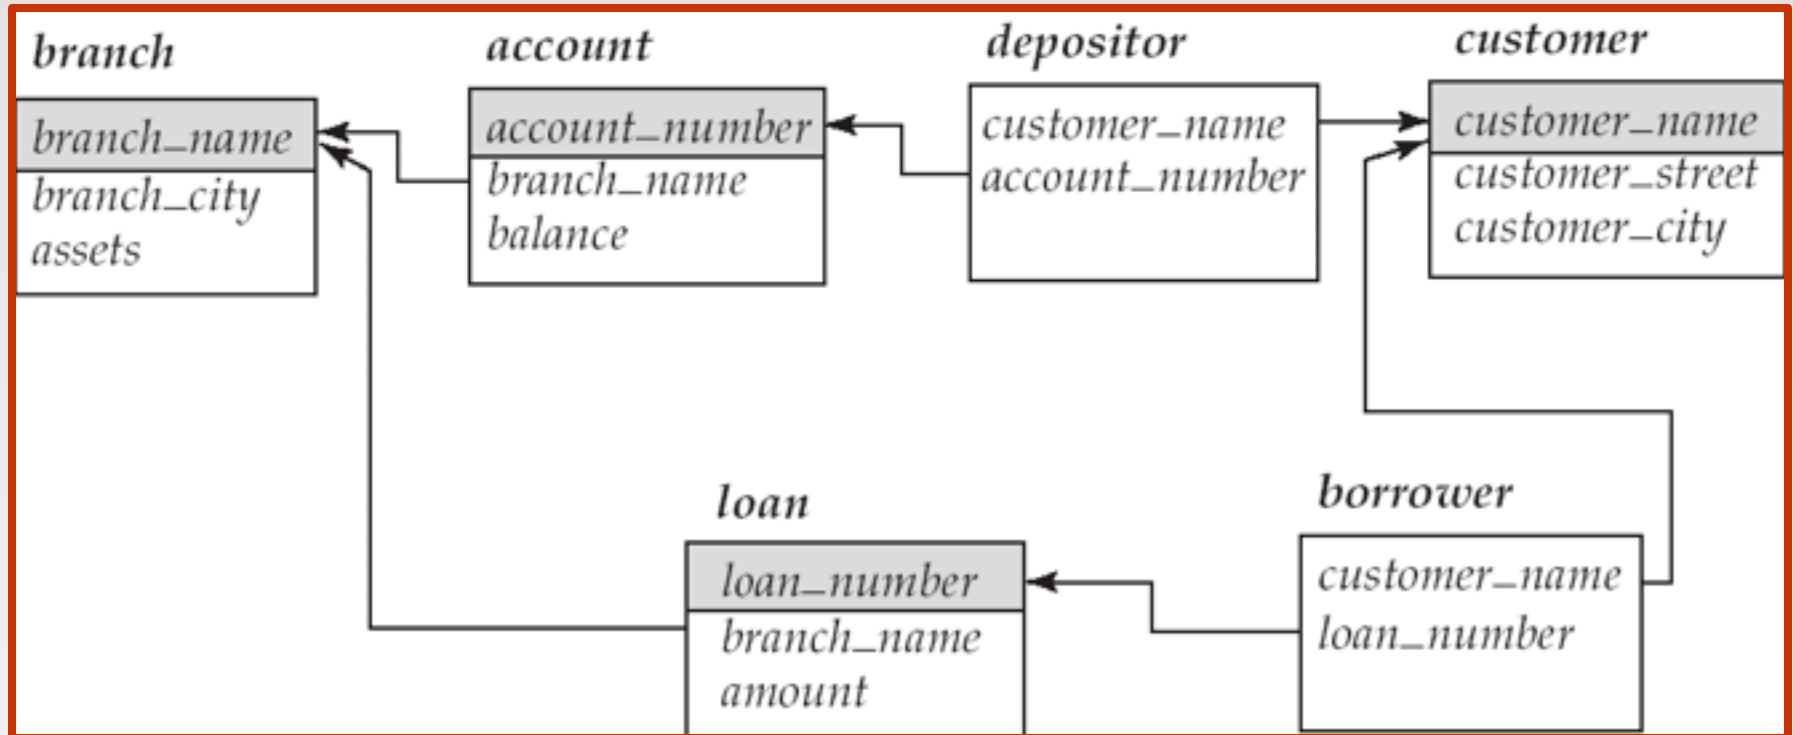 branch
branch_name
branch_city
assets
account
account_number
branch_name
balance
depositor
customer_name
account_number
customer
customer_name
customer_street
customer_city
loan
loan_number
branch_name
amount
borrower
customer_name
loan_number